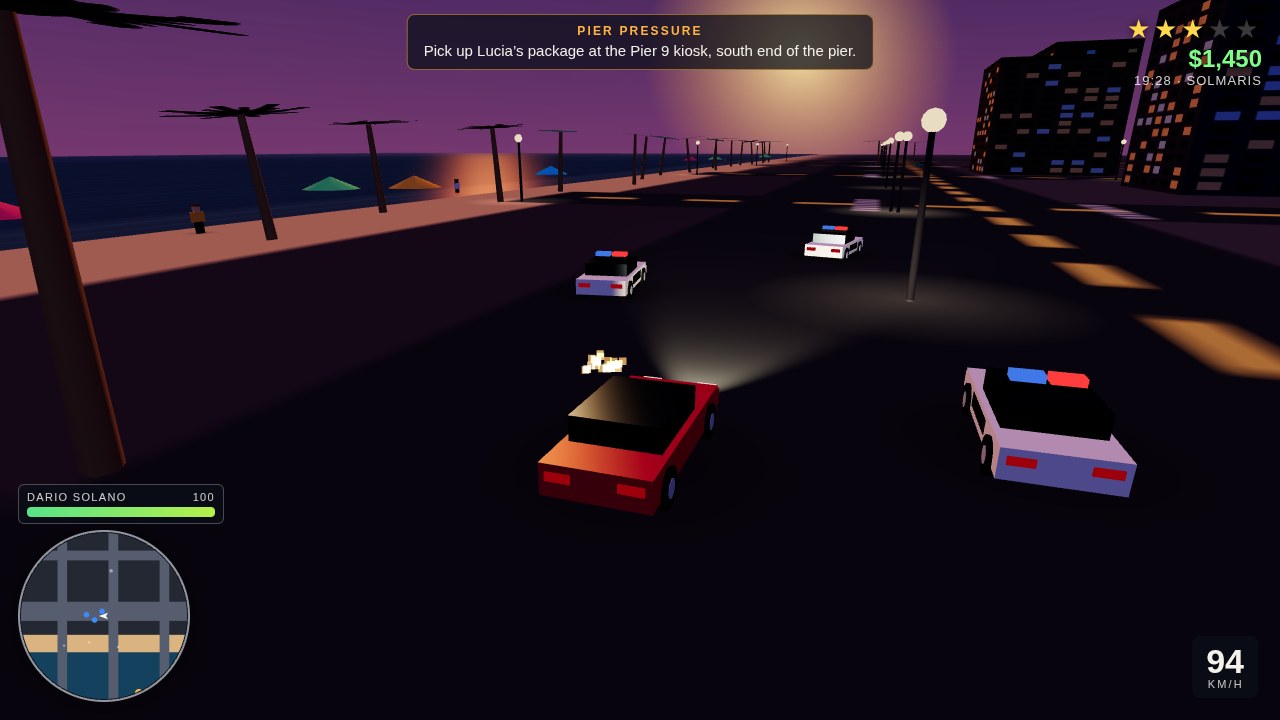 PIER PRESSURE
Pick up Lucia's package at the Pier 9 kiosk, south end of the pier.
$1,450
19:28 · SOLMARIS
DARIO SOLANO 100
94
KM/H